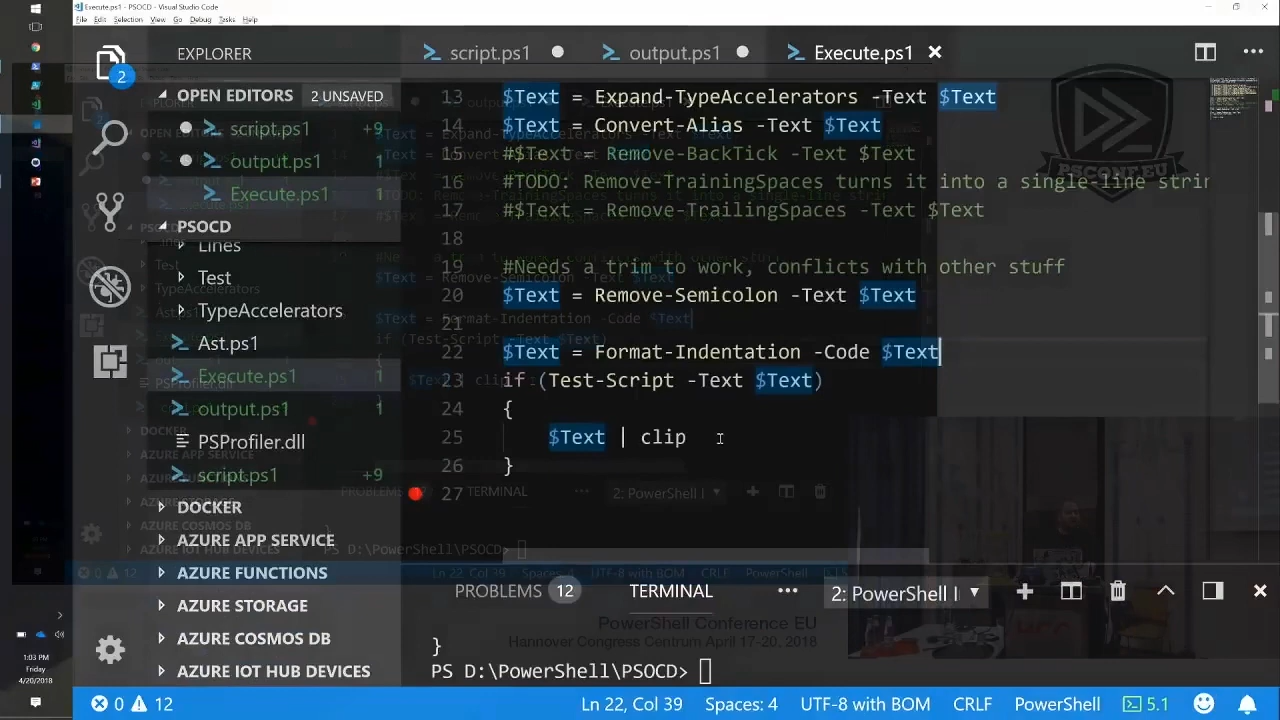 Execute.ps1 - PSOCD - Visual Studio Code
File Edit Selection View Go Debug Tasks Help
EXPLORER
script.ps1
output.ps1
Execute.ps1
2
OPEN EDITORS 2 UNSAVED
script.ps1 +9
output.ps1 1
Execute.ps1 1
PSOCD
Lines
Test
TypeAccelerators
Ast.ps1
Execute.ps1 1
output.ps1 1
PSProfiler.dll
script.ps1 +9
DOCKER
AZURE APP SERVICE
AZURE FUNCTIONS
AZURE STORAGE
AZURE COSMOS DB
AZURE IOT HUB DEVICES
13 $Text = Expand-TypeAccelerators -Text $Text
14 $Text = Convert-Alias -Text $Text
15 #$Text = Remove-BackTick -Text $Text
16 #TODO: Remove-TrainingSpaces turns it into a single-line strin
17 #$Text = Remove-TrailingSpaces -Text $Text
18
19 #Needs a trim to work, conflicts with other stuff
20 $Text = Remove-Semicolon -Text $Text
21
22 $Text = Format-Indentation -Code $Text
23 if (Test-Script -Text $Text)
24 {
25 $Text | clip
26 }
27
PSCONF.EU
PROBLEMS 12 TERMINAL 2: PowerShell I
PowerShell Conference EU
Hannover Congress Centrum April 17-20, 2018
}
PS D:\PowerShell\PSOCD>
1:03 PM
Friday
4/20/2018
0 12 Ln 22, Col 39 Spaces: 4 UTF-8 with BOM CRLF PowerShell 5.1